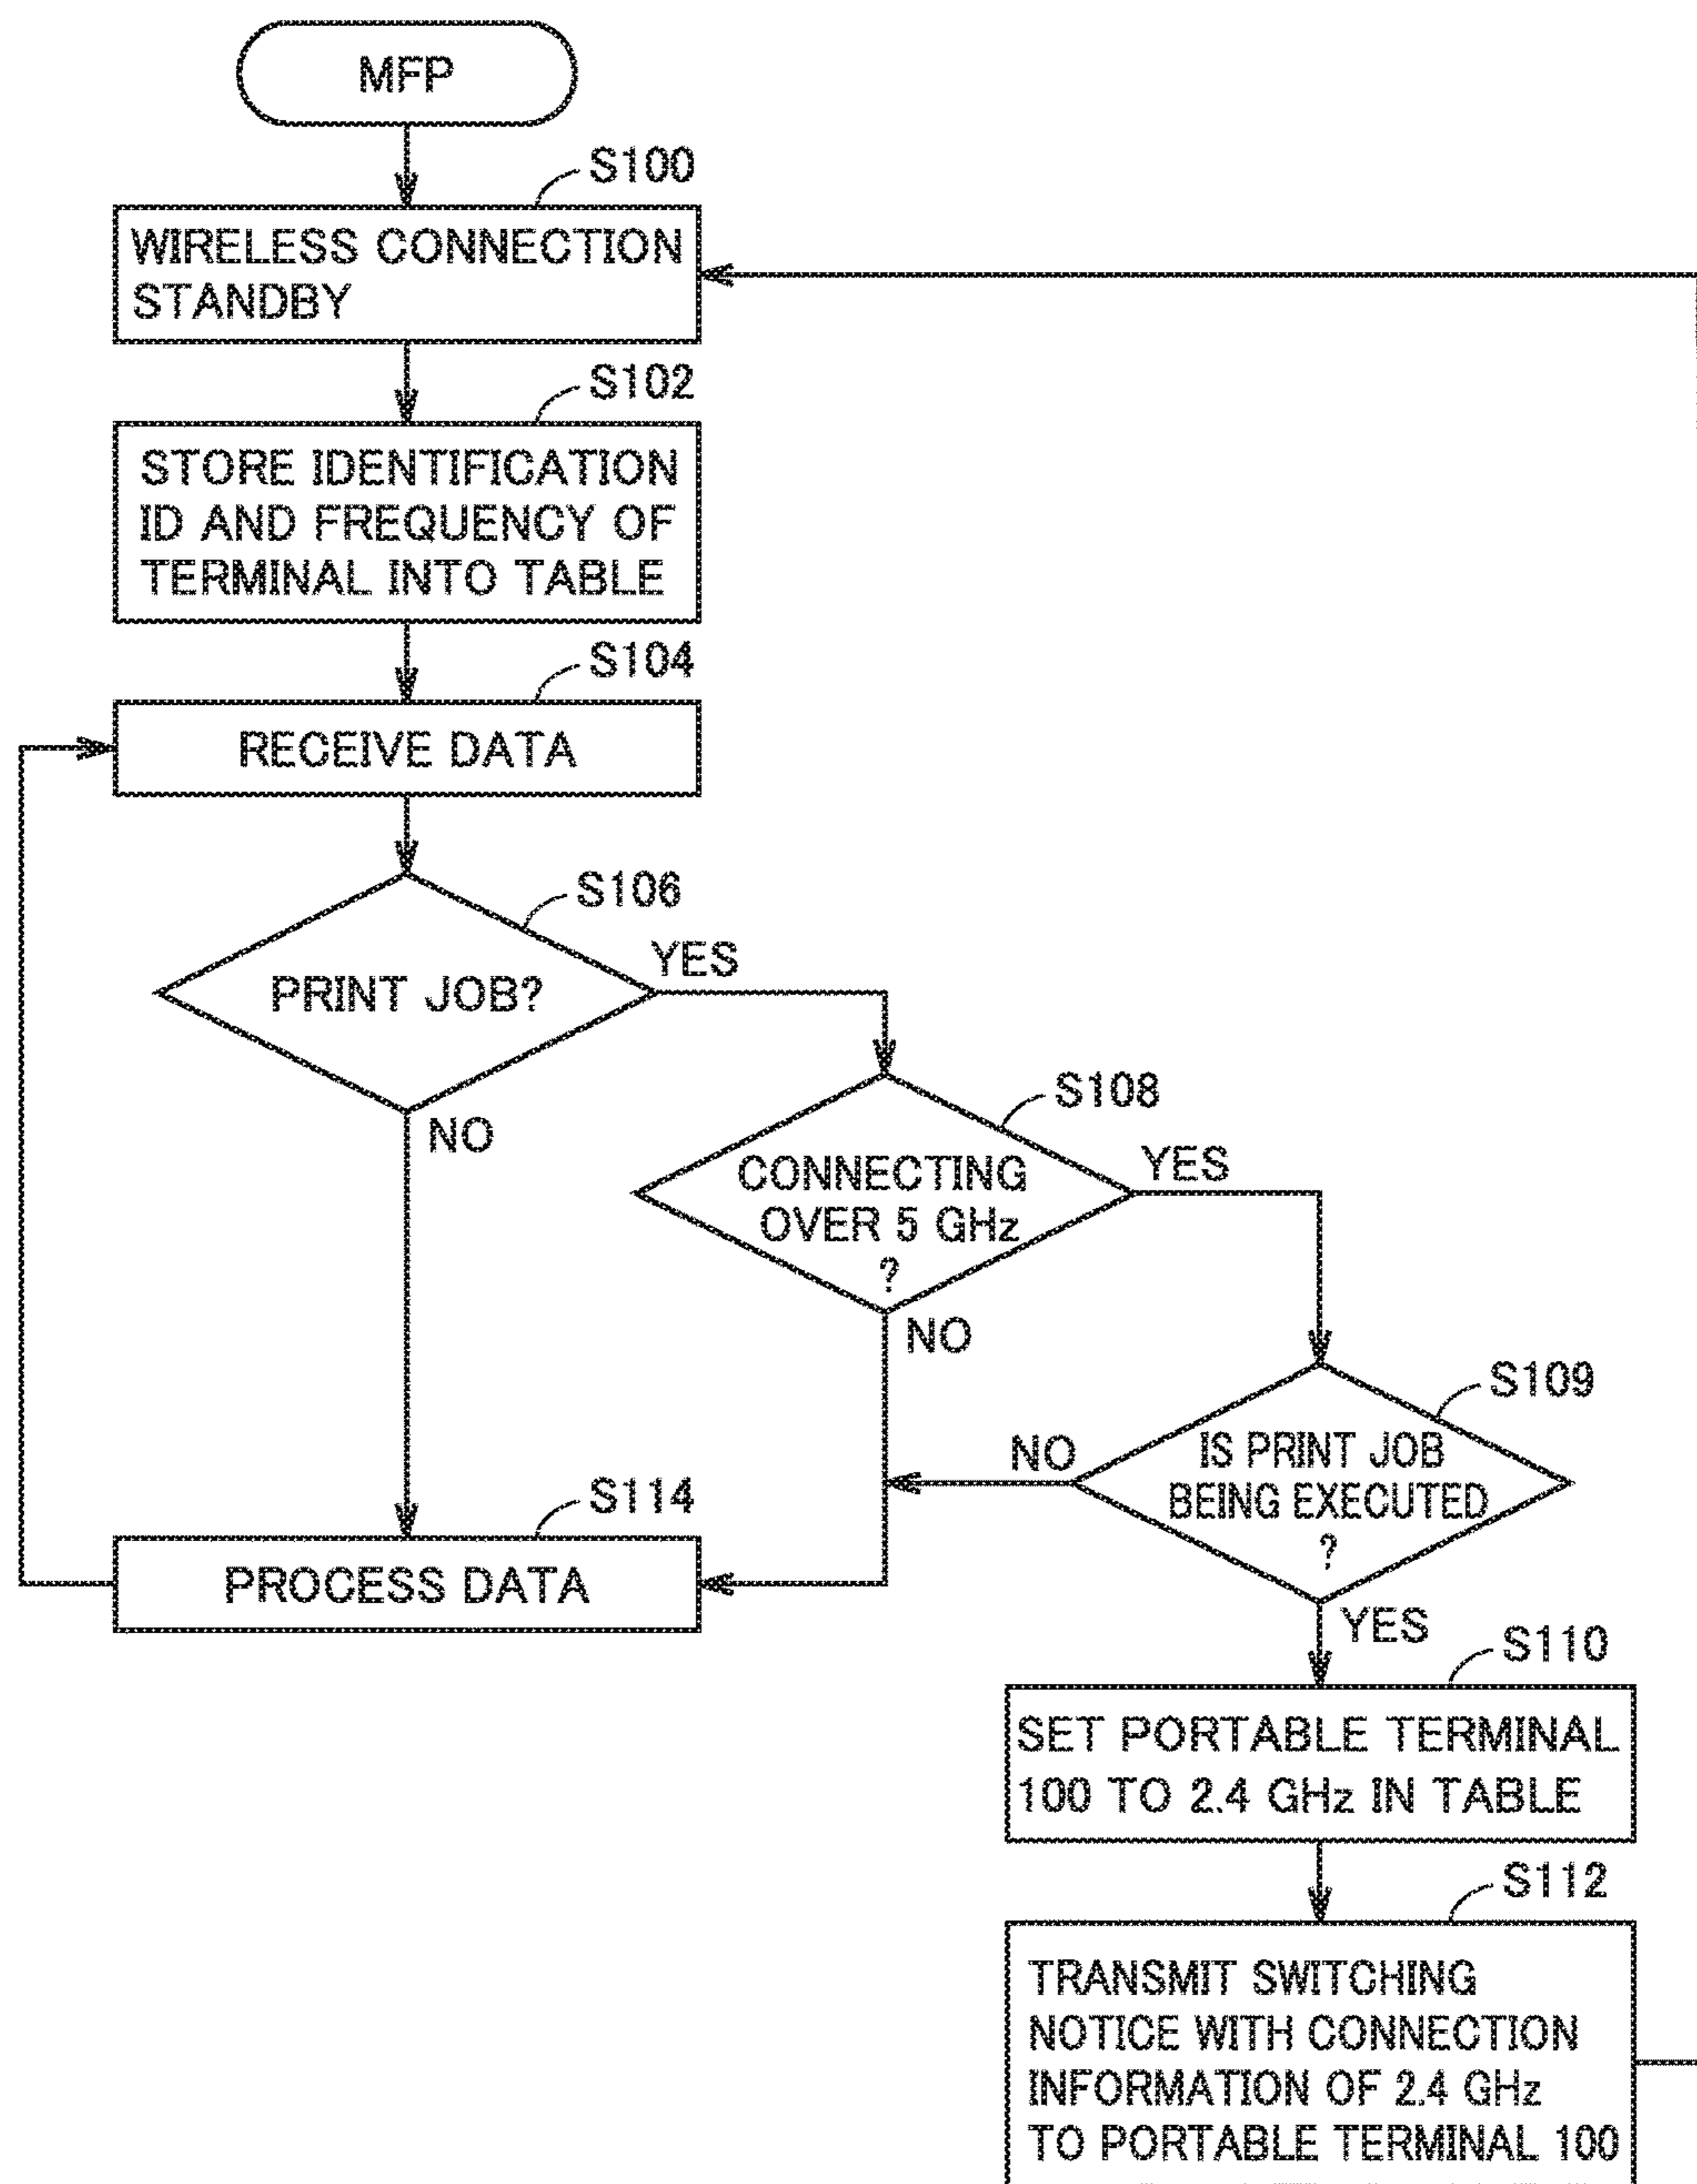 MFP
S100
WIRELESS CONNECTION
STANDBY
S102
STORE IDENTIFICATION
ID AND FREQUENCY OF
TERMINAL INTO TABLE
S104
RECEIVE DATA
S106
PRINT JOB?
YES
NO
S108
CONNECTING
OVER 5 GHz
?
YES
NO
S109
IS PRINT JOB
BEING EXECUTED
?
NO
YES
S114
PROCESS DATA
S110
SET PORTABLE TERMINAL
100 TO 2.4 GHz IN TABLE
S112
TRANSMIT SWITCHING
NOTICE WITH CONNECTION
INFORMATION OF 2.4 GHz
TO PORTABLE TERMINAL 100